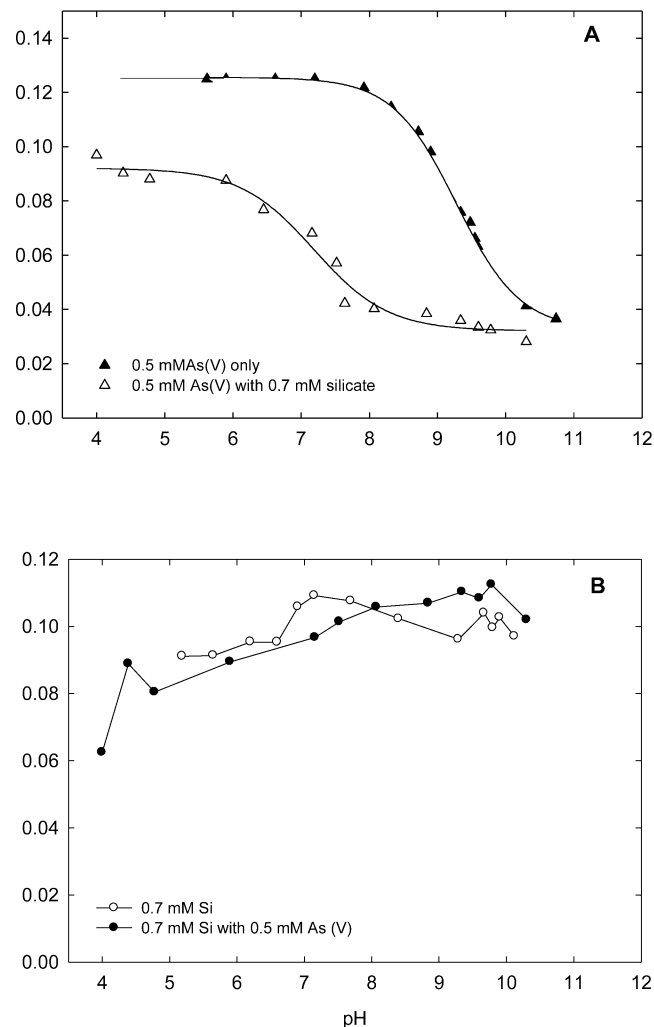 A
0.14
0.12
0.10
0.08
0.06
0.04
0.02
0.00
0.5 mMAs(V) only
0.5 mM As(V) with 0.7 mM silicate
4 5 6 7 8 9 10 11 12
B
0.12
0.10
0.08
0.06
0.04
0.02
0.00
0.7 mM Si
0.7 mM Si with 0.5 mM As (V)
4 5 6 7 8 9 10 11 12
pH